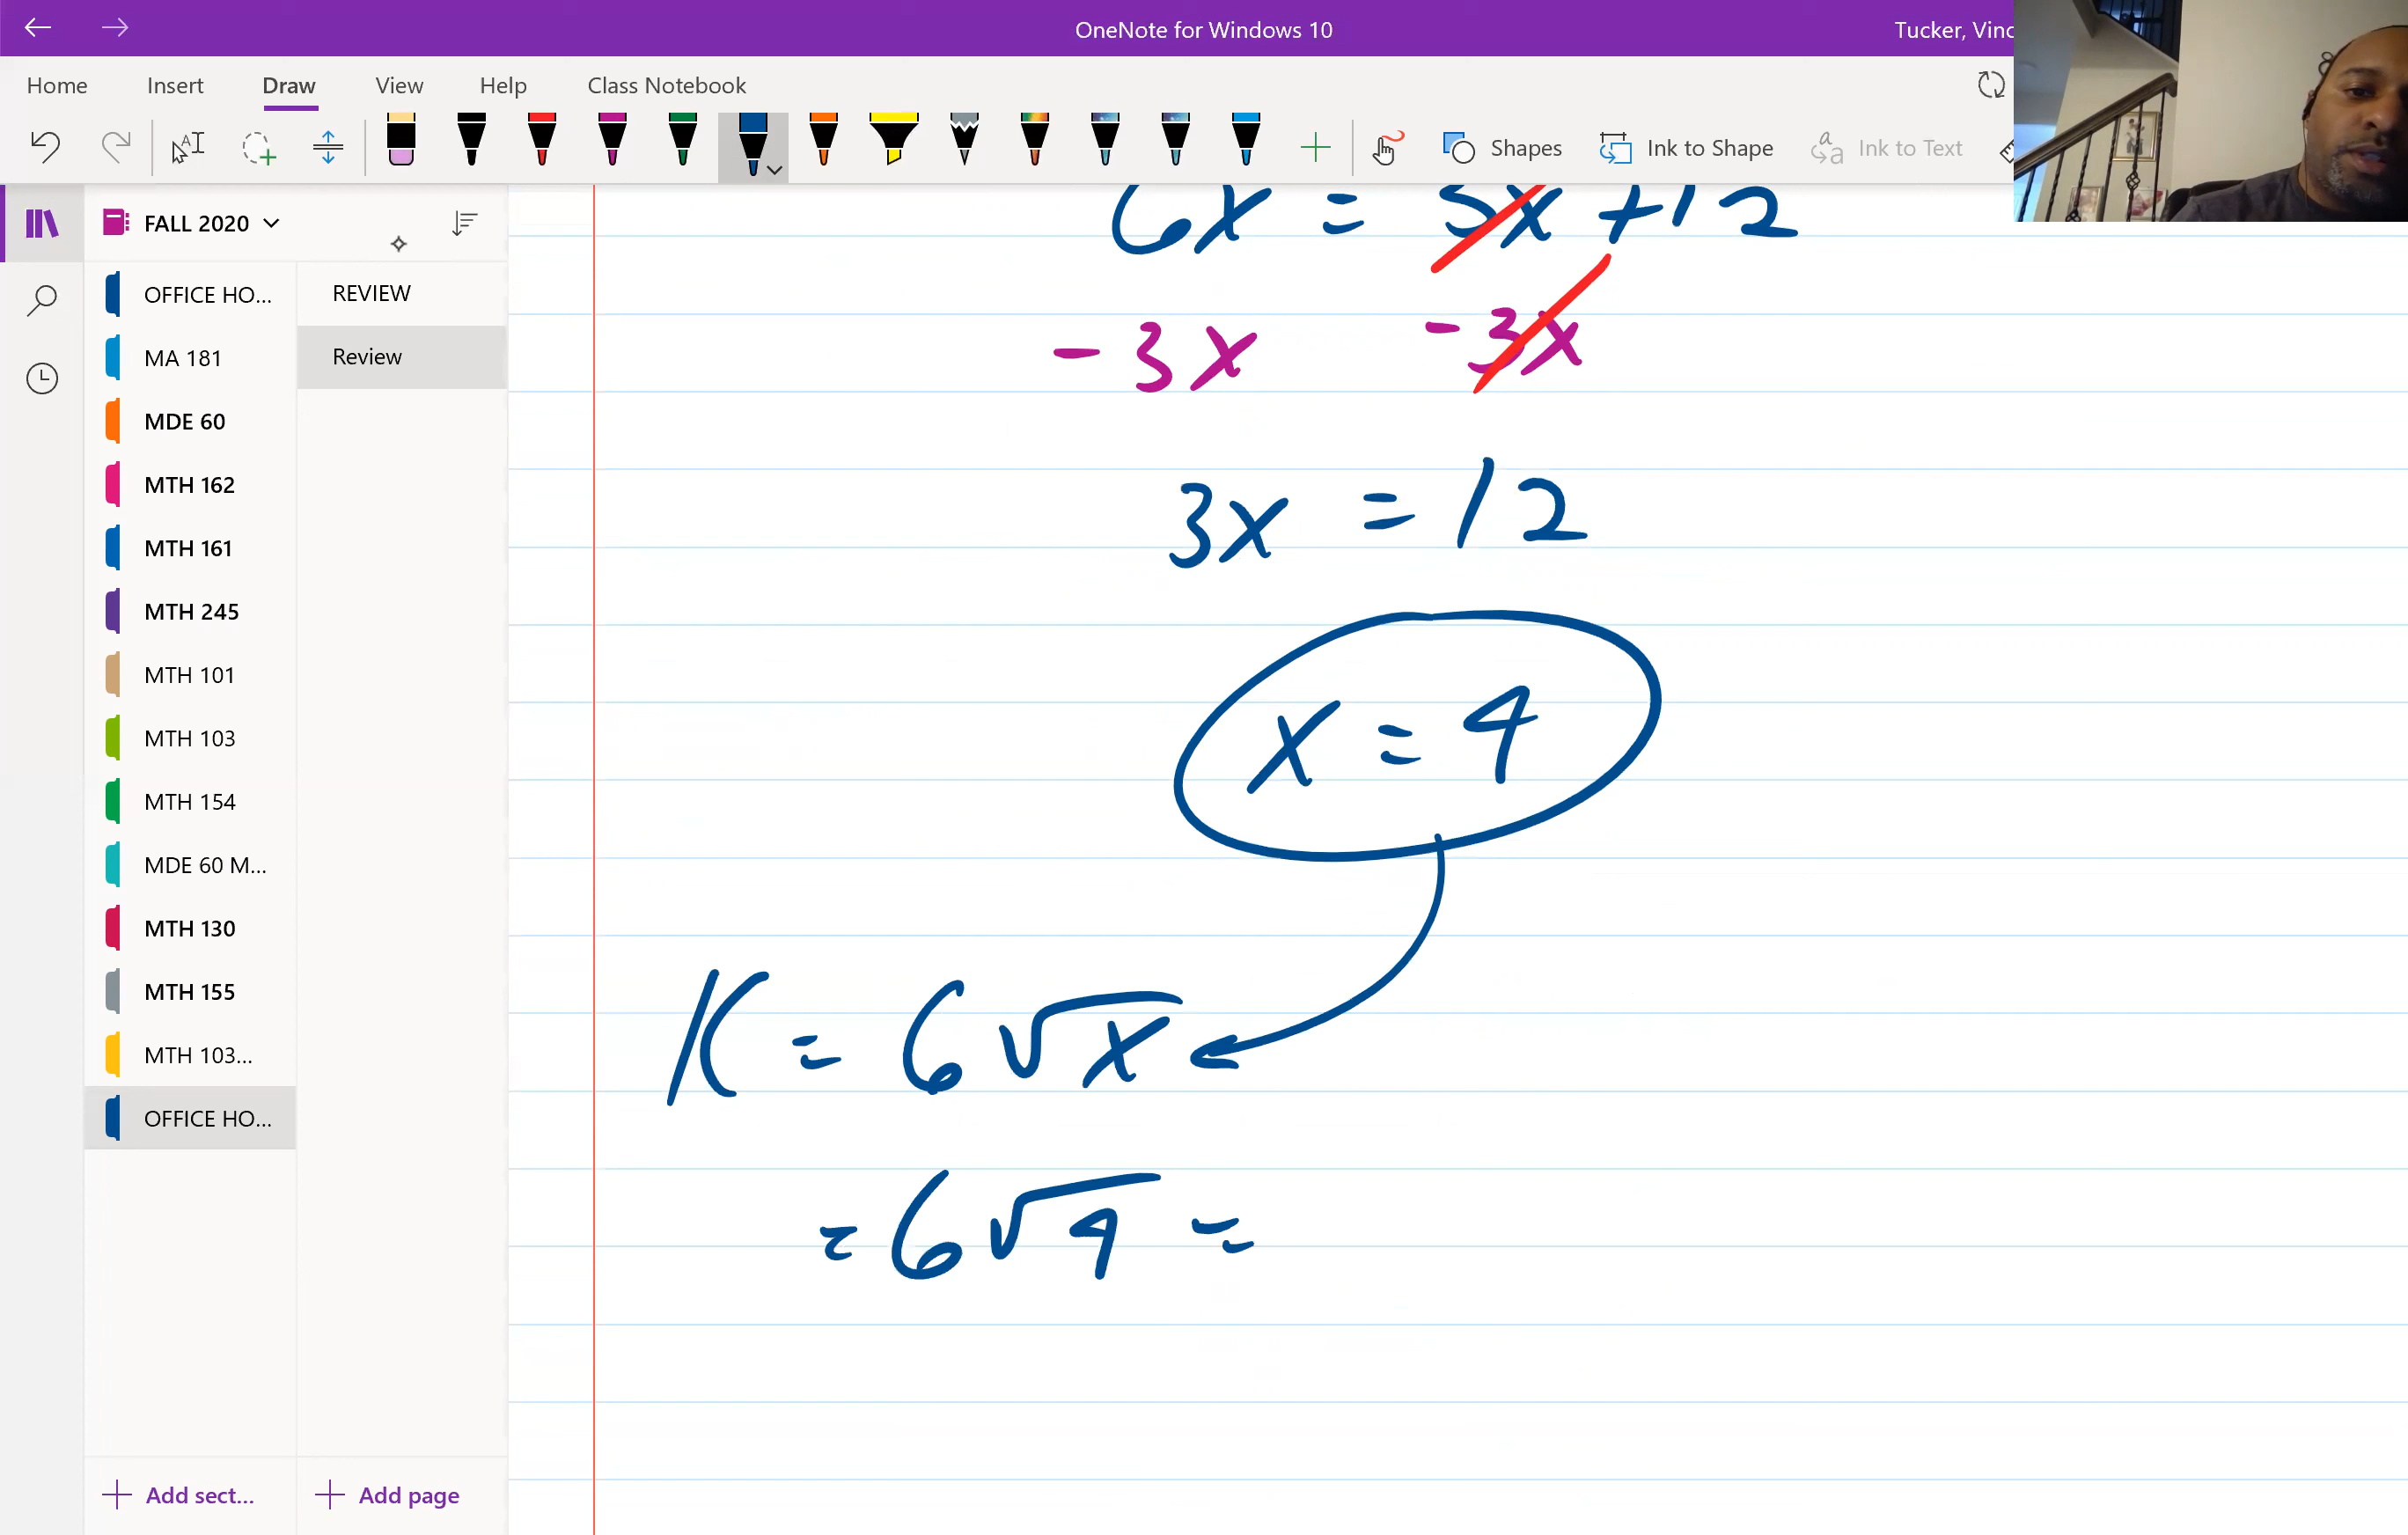 OneNote for Windows 10
Tucker, Vinc
Home Insert Draw View Help Class Notebook
Shapes Ink to Shape Ink to Text
FALL 2020
OFFICE HO...
MA 181
MDE 60
MTH 162
MTH 161
MTH 245
MTH 101
MTH 103
MTH 154
MDE 60 M...
MTH 130
MTH 155
MTH 103...
OFFICE HO...
Add sect...
REVIEW
Review
Add page
6x = 3x + 12
- 3x - 3x
3x = 12
x = 4
K = 6√x
= 6√4 =